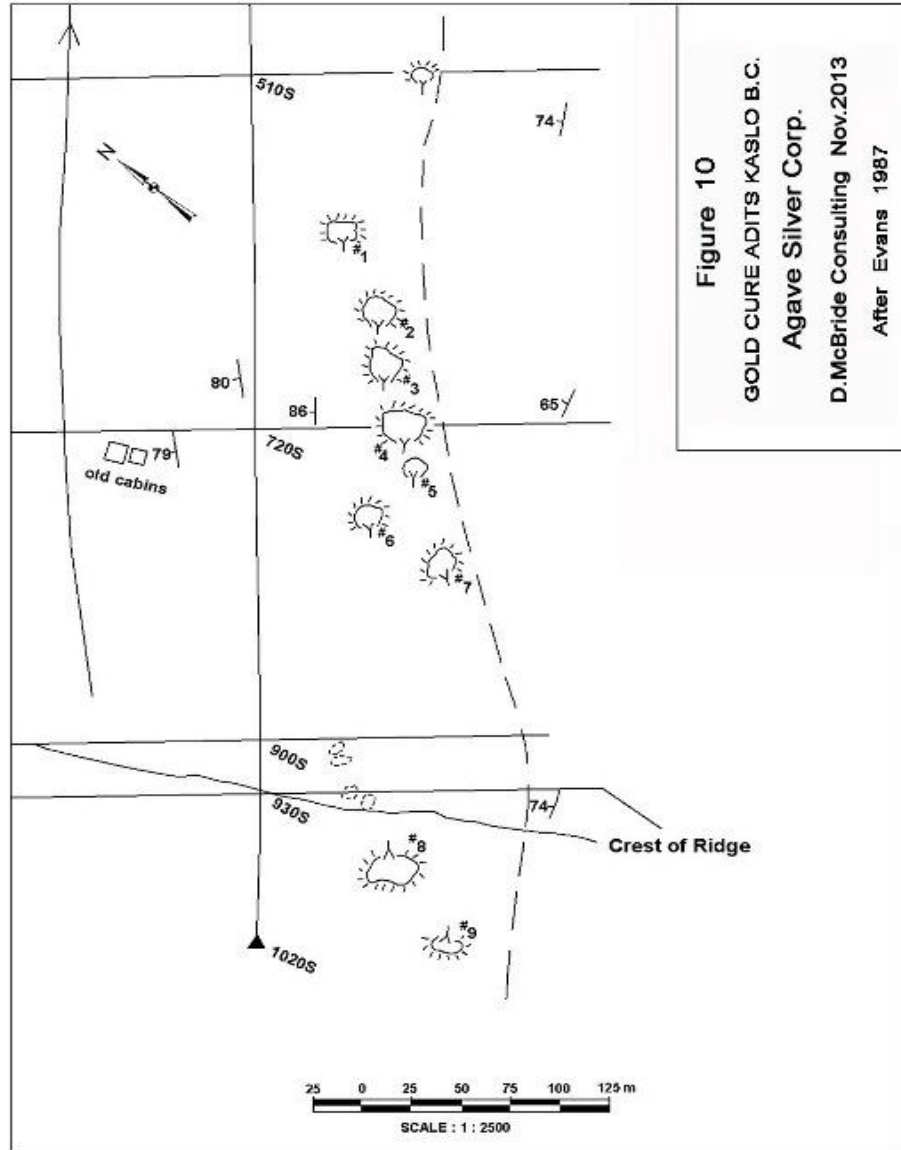 Figure 10
GOLD CURE ADITS KASLO B.C.
Agave Silver Corp.
D.McBride Consulting Nov.2013
After Evans 1987
510S
74
N
#1
#2
80
#3
86
65
720S
#4
79
old cabins
#5
#6
#7
900S
930S
74
Crest of Ridge
#8
#9
1020S
25 0 25 50 75 100 125 m
SCALE : 1 : 2500